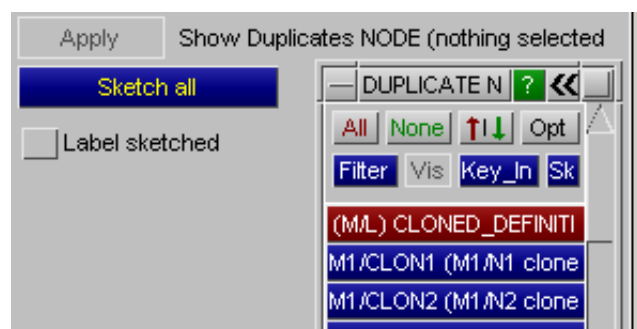 Apply Show Duplicates NODE (nothing selected
Sketch all
Label sketched
DUPLICATE N ?
All None Opt
Filter Vis Key_In Sk
(M/L) CLONED_DEFINITI
M1/CLON1 (M1/N1 clone
M1/CLON2 (M1/N2 clone